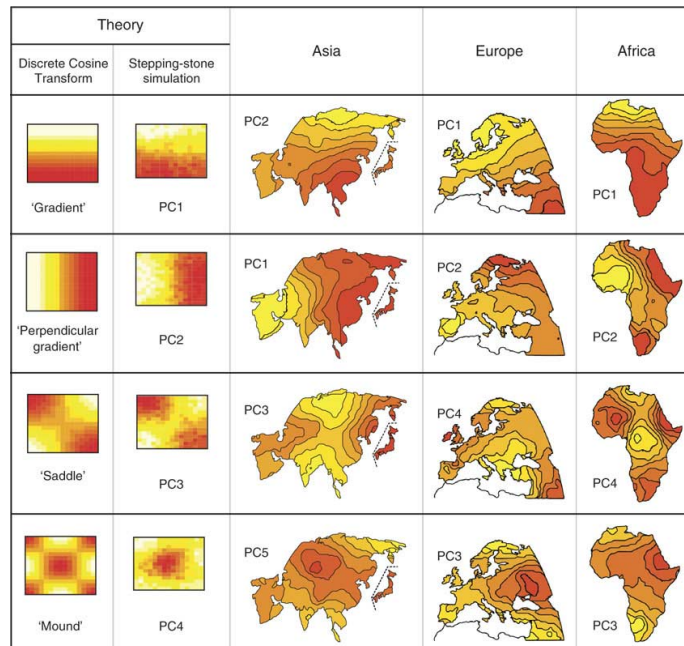 Theory
Asia
Europe
Africa
Discrete Cosine
Transform
Stepping-stone
simulation
'Gradient'
PC1
PC2
PC1
PC1
'Perpendicular
gradient'
PC2
PC1
PC2
PC2
'Saddle'
PC3
PC3
PC4
PC4
'Mound'
PC4
PC5
PC3
PC3